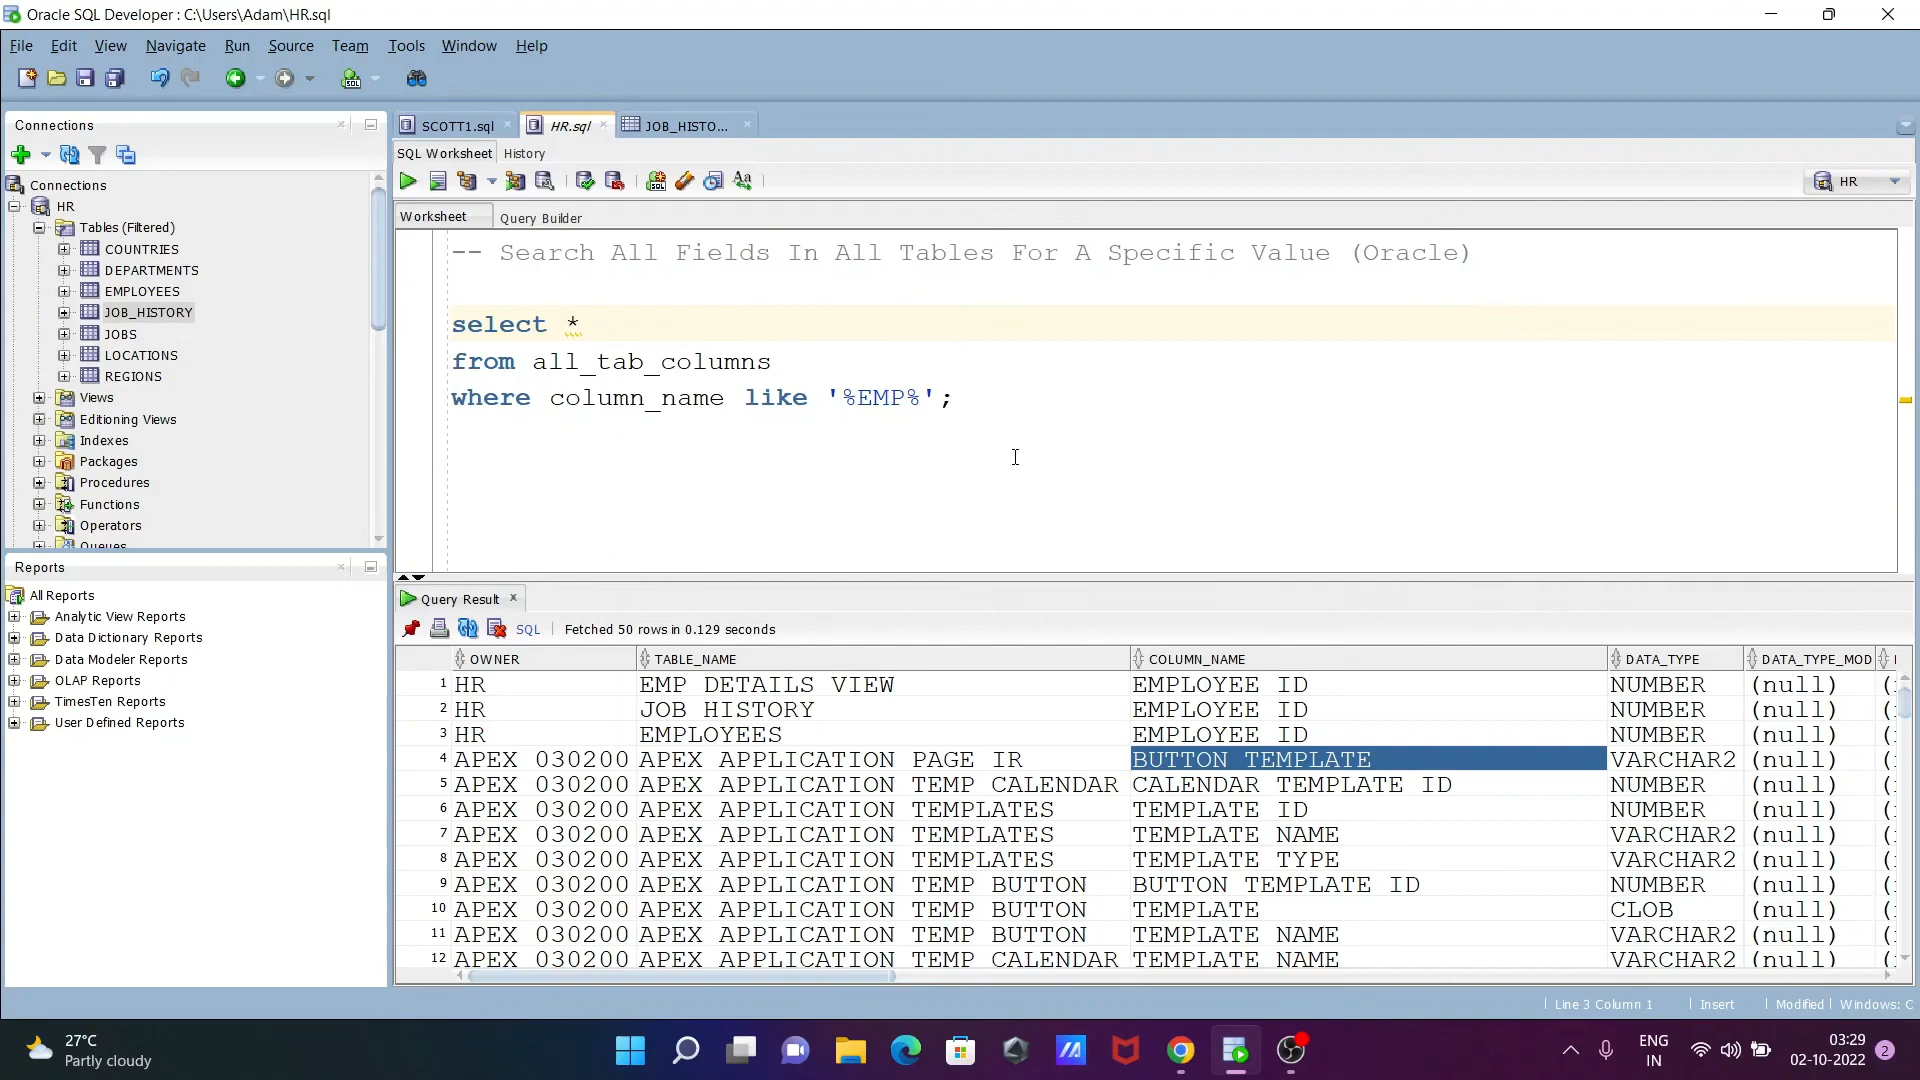 Oracle SQL Developer : C:\Users\Adam\HR.sql
File Edit View Navigate Run Source Team Tools Window Help
Connections
Connections
HR
Tables (Filtered)
COUNTRIES
DEPARTMENTS
EMPLOYEES
JOB_HISTORY
JOBS
LOCATIONS
REGIONS
Views
Editioning Views
Indexes
Packages
Procedures
Functions
Operators
Queues
Reports
All Reports
Analytic View Reports
Data Dictionary Reports
Data Modeler Reports
OLAP Reports
TimesTen Reports
User Defined Reports
SCOTT1.sql HR.sql JOB_HISTO...
SQL Worksheet History
HR
Worksheet Query Builder
-- Search All Fields In All Tables For A Specific Value (Oracle)
select *
from all_tab_columns
where column_name like '%EMP%';
Query Result
SQL Fetched 50 rows in 0.129 seconds
OWNER TABLE_NAME COLUMN_NAME DATA_TYPE DATA_TYPE_MOD
1 HR EMP DETAILS VIEW EMPLOYEE ID NUMBER (null)
2 HR JOB HISTORY EMPLOYEE ID NUMBER (null)
3 HR EMPLOYEES EMPLOYEE ID NUMBER (null)
4 APEX 030200 APEX APPLICATION PAGE IR BUTTON TEMPLATE VARCHAR2 (null)
5 APEX 030200 APEX APPLICATION TEMP CALENDAR CALENDAR TEMPLATE ID NUMBER (null)
6 APEX 030200 APEX APPLICATION TEMPLATES TEMPLATE ID NUMBER (null)
7 APEX 030200 APEX APPLICATION TEMPLATES TEMPLATE NAME VARCHAR2 (null)
8 APEX 030200 APEX APPLICATION TEMPLATES TEMPLATE TYPE VARCHAR2 (null)
9 APEX 030200 APEX APPLICATION TEMP BUTTON BUTTON TEMPLATE ID NUMBER (null)
10 APEX 030200 APEX APPLICATION TEMP BUTTON TEMPLATE CLOB (null)
11 APEX 030200 APEX APPLICATION TEMP BUTTON TEMPLATE NAME VARCHAR2 (null)
12 APEX 030200 APEX APPLICATION TEMP CALENDAR TEMPLATE NAME VARCHAR2 (null)
Line 3 Column 1 Insert Modified Windows: C
27°C
Partly cloudy
ENG
IN
03:29
02-10-2022
2